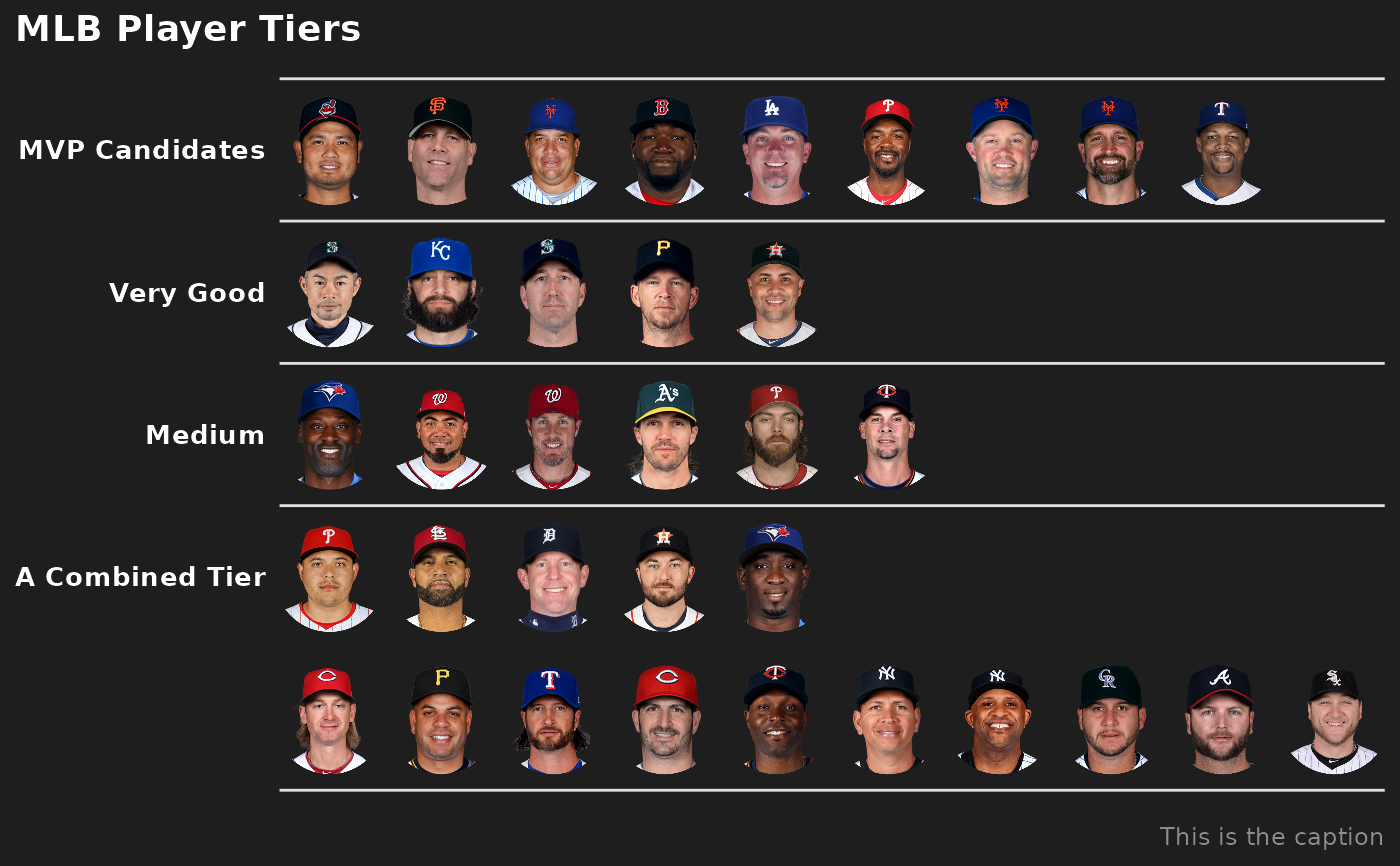 MLB Player Tiers
MVP Candidates
Very Good
Medium
A Combined Tier
This is the caption